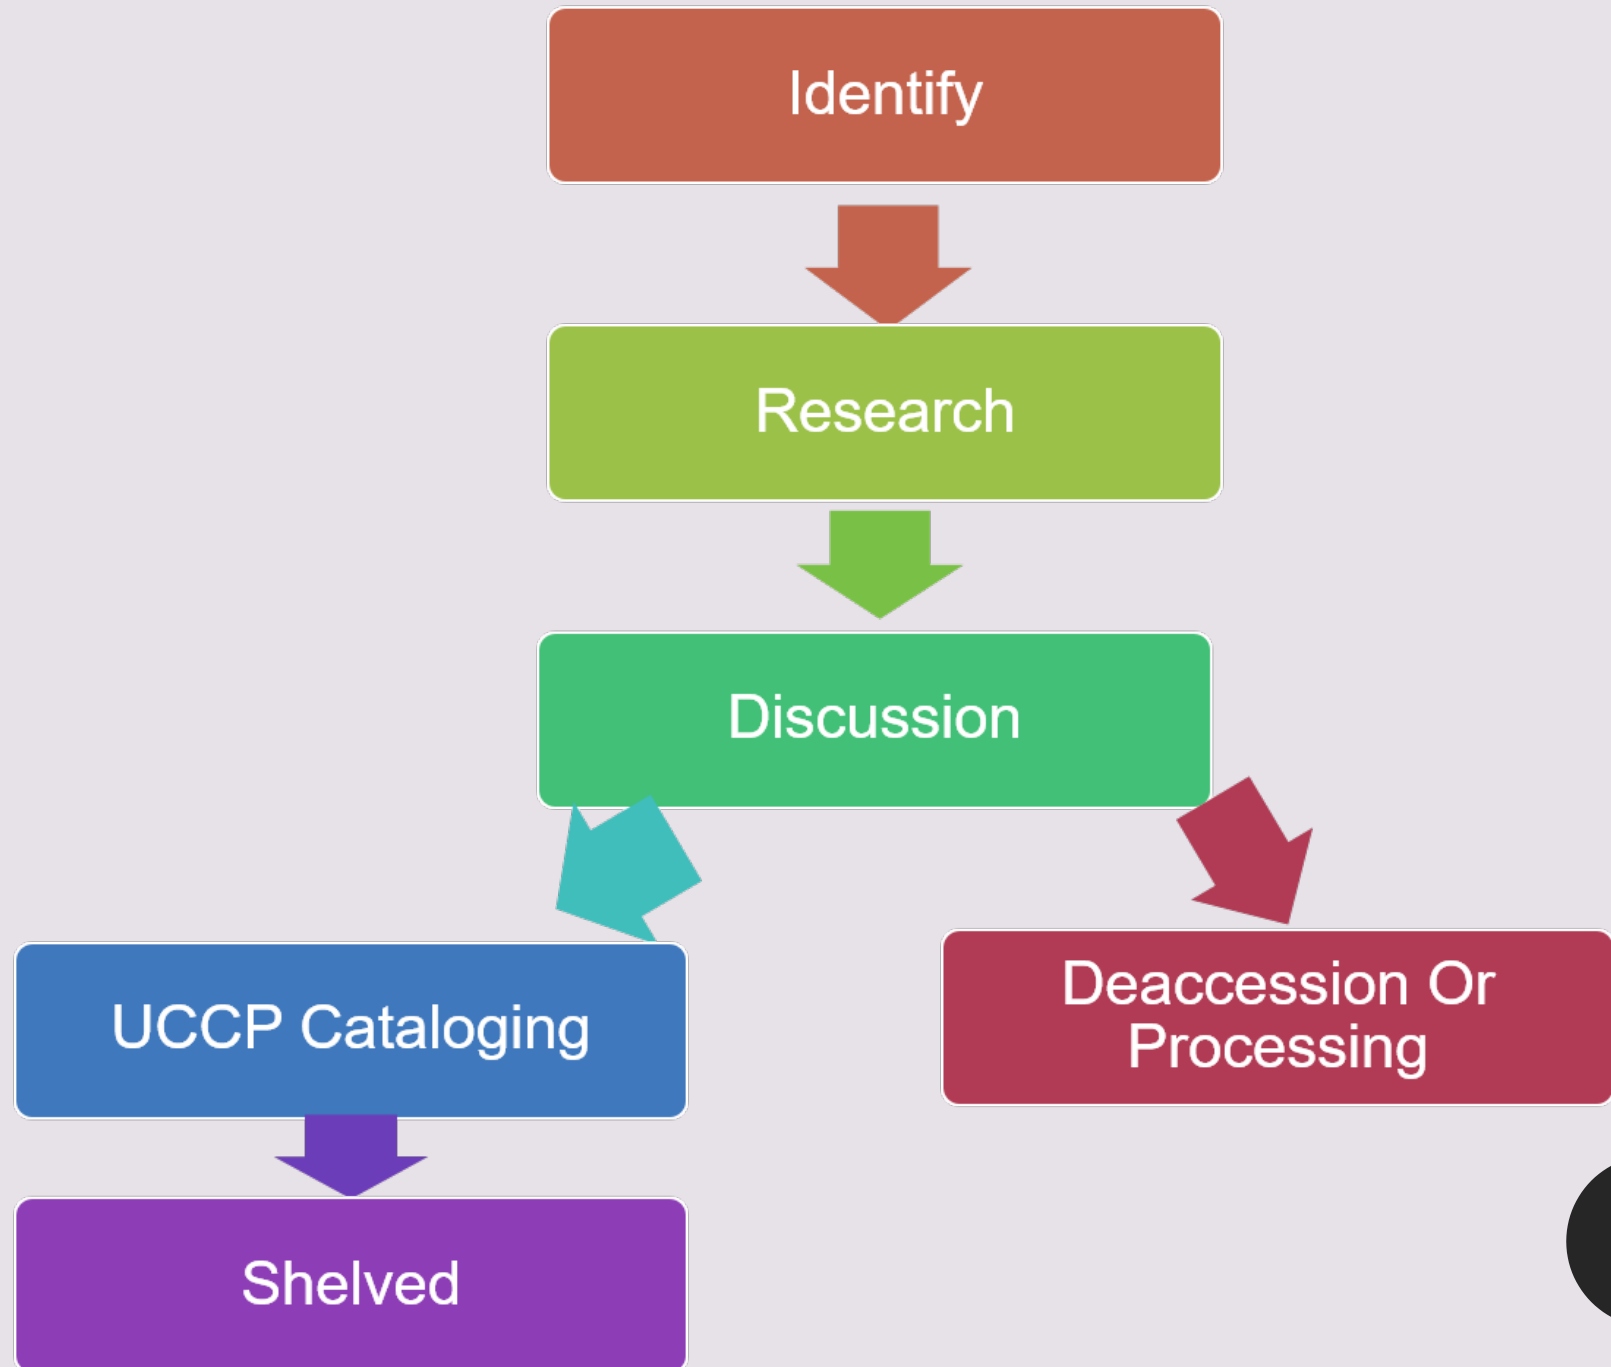 Identify
Research
Discussion
UCCP Cataloging
Deaccession Or
Processing
Shelved